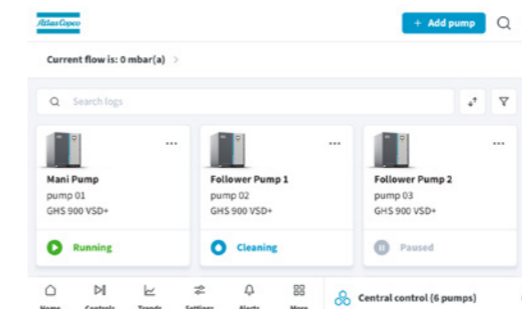 Atlas Copco
+ Add pump
Current flow is: 0 mbar(a) >
Search logs
Mani Pump
pump 01
GHS 900 VSD+
Running
Follower Pump 1
pump 02
GHS 900 VSD+
Cleaning
Follower Pump 2
pump 03
GHS 900 VSD+
Paused
Home
Controls
Trends
Settings
Alerts
More
Central control (6 pumps)